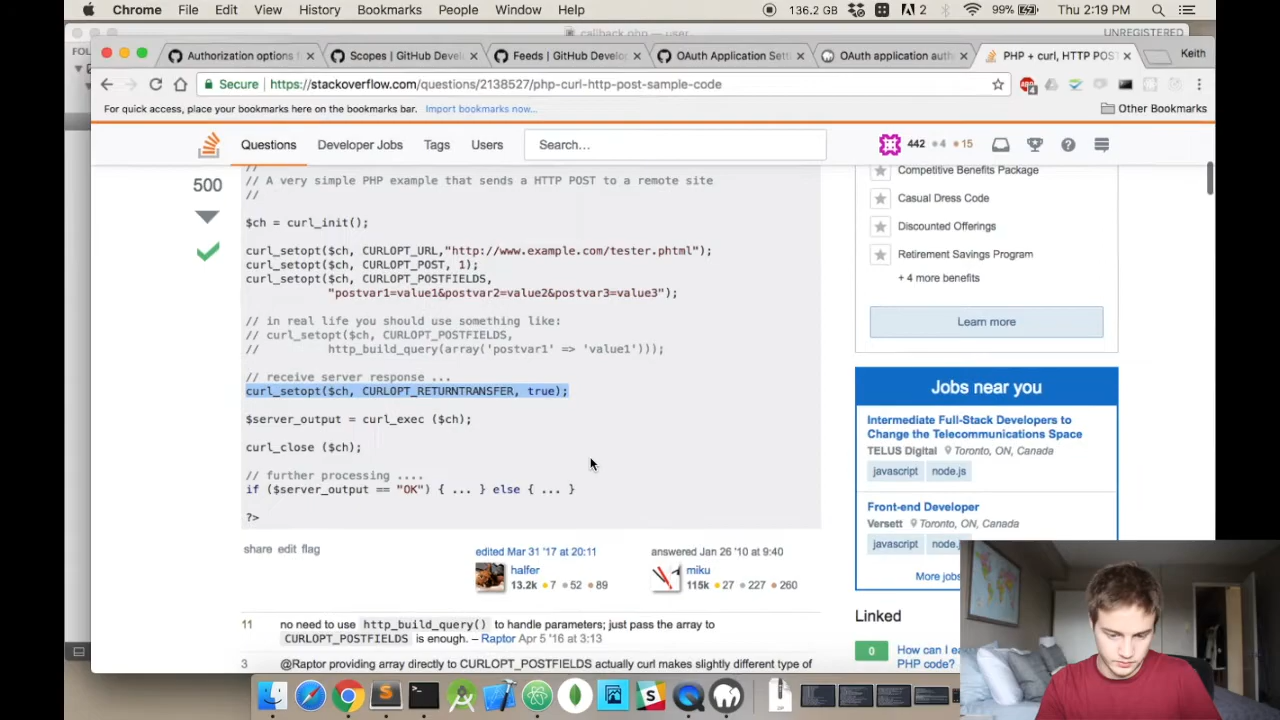 Chrome File Edit View History Bookmarks People Window Help 136.2 GB 2 99% Thu 2:19 PM
callback.php — user UNREGISTERED
FOL
Authorization options Scopes | GitHub Develo Feeds | GitHub Develop OAuth Application Sett OAuth application auth PHP + curl, HTTP POST Keith
Secure https://stackoverflow.com/questions/2138527/php-curl-http-post-sample-code
For quick access, place your bookmarks here on the bookmarks bar. Import bookmarks now... Other Bookmarks
Questions Developer Jobs Tags Users Search... 442 4 15
500
//
// A very simple PHP example that sends a HTTP POST to a remote site
//
$ch = curl_init();
curl_setopt($ch, CURLOPT_URL,"http://www.example.com/tester.phtml");
curl_setopt($ch, CURLOPT_POST, 1);
curl_setopt($ch, CURLOPT_POSTFIELDS,
"postvar1=value1&postvar2=value2&postvar3=value3");
// in real life you should use something like:
// curl_setopt($ch, CURLOPT_POSTFIELDS,
// http_build_query(array('postvar1' => 'value1')));
// receive server response ...
curl_setopt($ch, CURLOPT_RETURNTRANSFER, true);
$server_output = curl_exec ($ch);
curl_close ($ch);
// further processing ....
if ($server_output == "OK") { ... } else { ... }
?>
share edit flag
edited Mar 31 '17 at 20:11
halfer
13.2k 7 52 89
answered Jan 26 '10 at 9:40
miku
115k 27 227 260
11 no need to use http_build_query() to handle parameters; just pass the array to
CURLOPT_POSTFIELDS is enough. – Raptor Apr 5 '16 at 3:13
3 @Raptor providing array directly to CURLOPT_POSTFIELDS actually curl makes slightly different type of
Competitive Benefits Package
Casual Dress Code
Discounted Offerings
Retirement Savings Program
+ 4 more benefits
Learn more
Jobs near you
Intermediate Full-Stack Developers to
Change the Telecommunications Space
TELUS Digital Toronto, ON, Canada
javascript node.js
Front-end Developer
Versett Toronto, ON, Canada
javascript node.j
More jobs
Linked
0 How can I ea
PHP code?